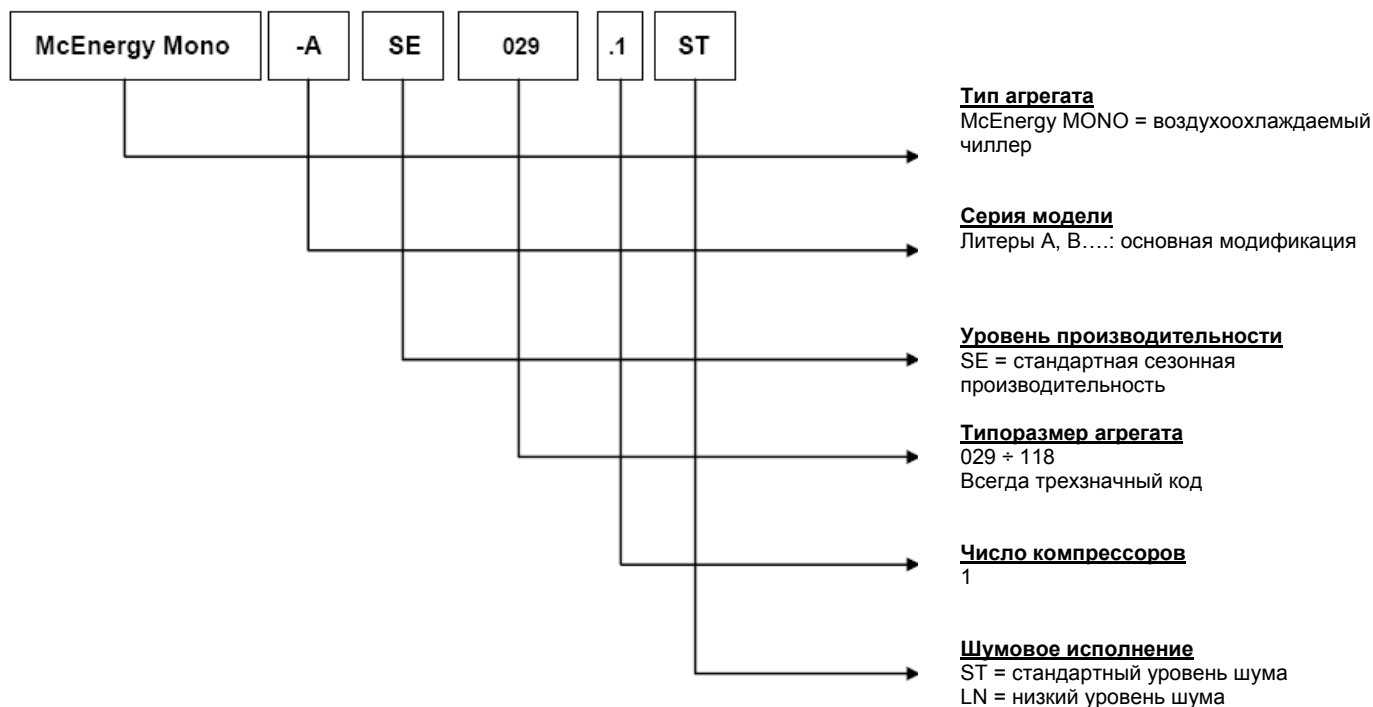 McEnergy Mono -A SE 029 .1 ST
Тип агрегата
McEnergy MONO = воздухоохлаждаемый
чиллер
Серия модели
Литеры А, В….: основная модификация
Уровень производительности
SE = стандартная сезонная
производительность
Типоразмер агрегата
029 ÷ 118
Всегда трехзначный код
Число компрессоров
1
Шумовое исполнение
ST = стандартный уровень шума
LN = низкий уровень шума